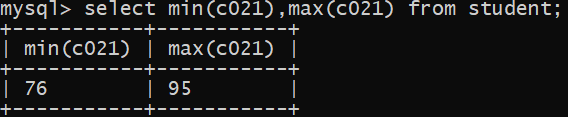 mysql> select min(c021),max(c021) from student;
+-----------+-----------+
| min(c021) | max(c021) |
+-----------+-----------+
| 76        | 95        |
+-----------+-----------+